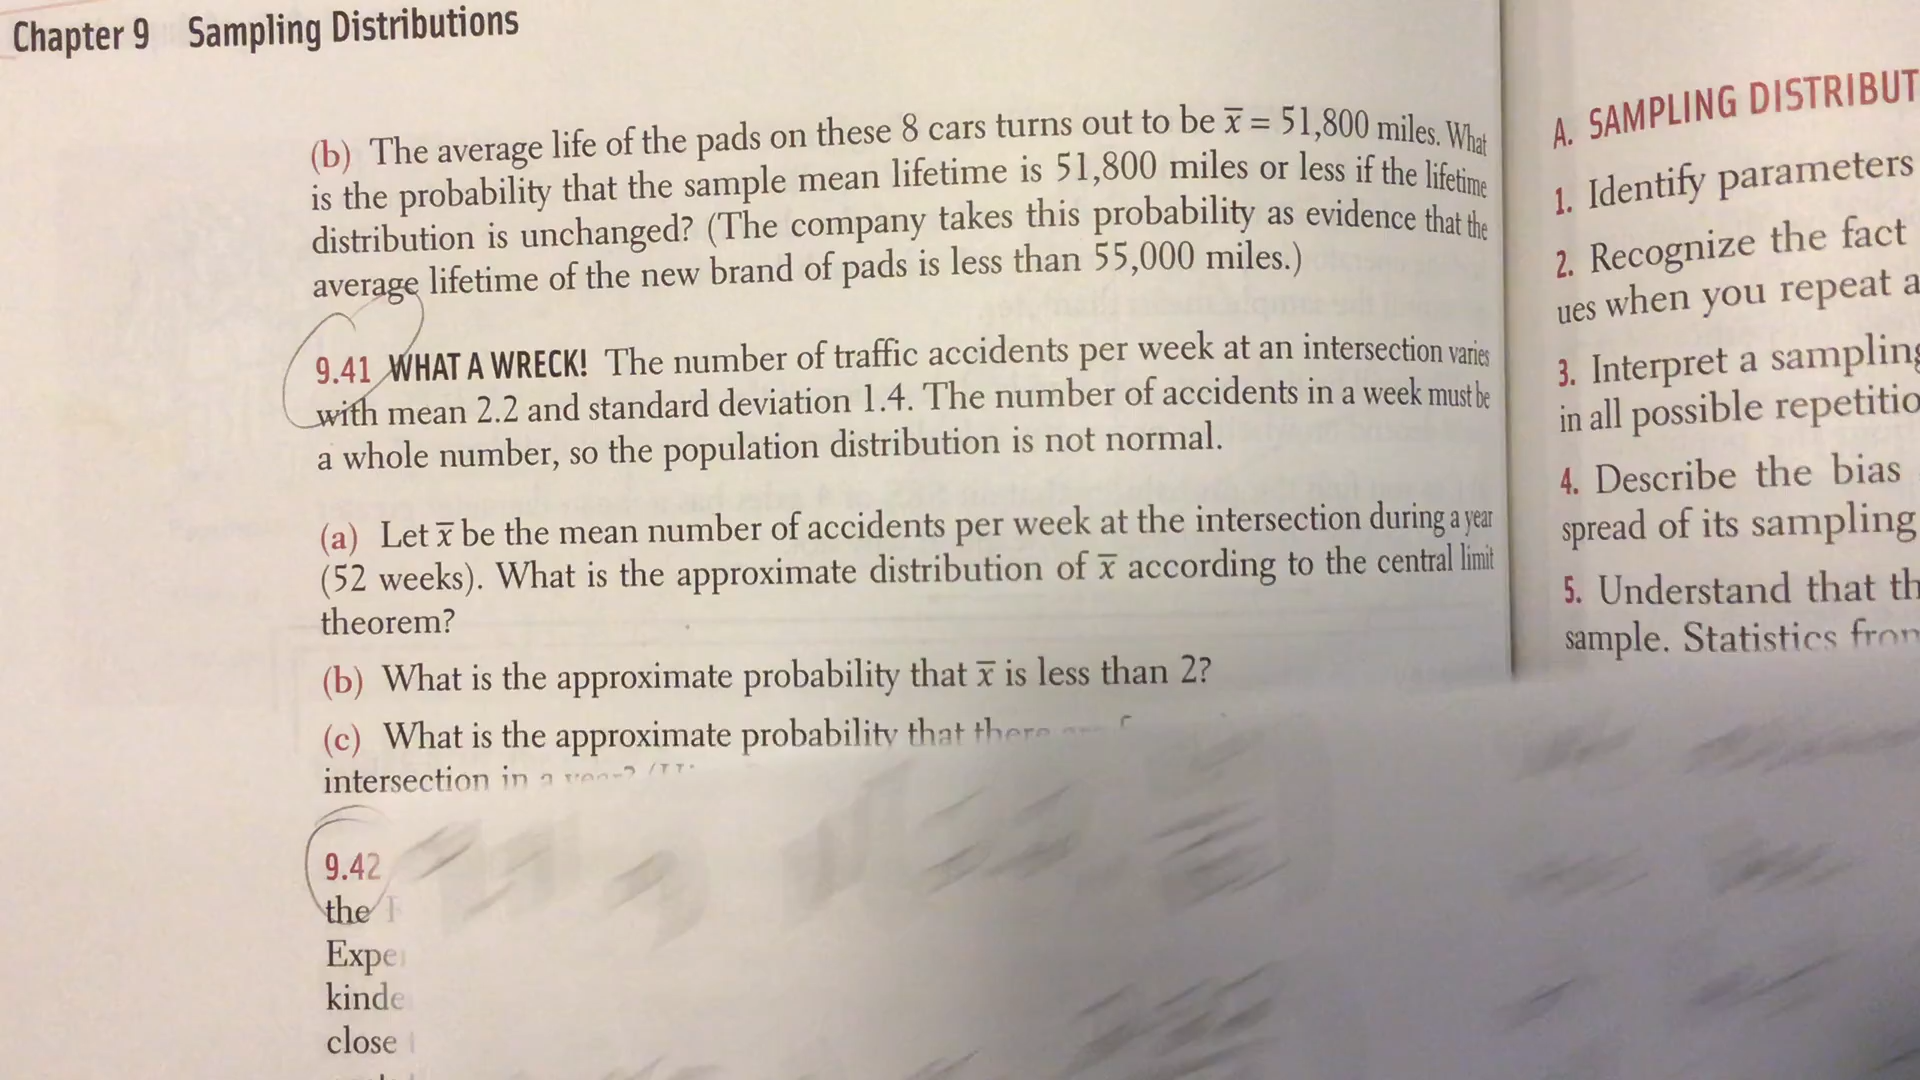 Chapter 9 Sampling Distributions
(b) The average life of the pads on these 8 cars turns out to be x̅ = 51,800 miles. What
is the probability that the sample mean lifetime is 51,800 miles or less if the lifetime
distribution is unchanged? (The company takes this probability as evidence that the
average lifetime of the new brand of pads is less than 55,000 miles.)
9.41 WHAT A WRECK! The number of traffic accidents per week at an intersection varies
with mean 2.2 and standard deviation 1.4. The number of accidents in a week must be
a whole number, so the population distribution is not normal.
(a) Let x̅ be the mean number of accidents per week at the intersection during a year
(52 weeks). What is the approximate distribution of x̅ according to the central limit
theorem?
(b) What is the approximate probability that x̅ is less than 2?
(c) What is the approximate probability that there
intersection in a
9.42
the
Expe
kinde
close
A. SAMPLING DISTRIBUT
1. Identify parameters
2. Recognize the fact
ues when you repeat a
3. Interpret a sampling
in all possible repetitio
4. Describe the bias
spread of its sampling
5. Understand that th
sample. Statistics from